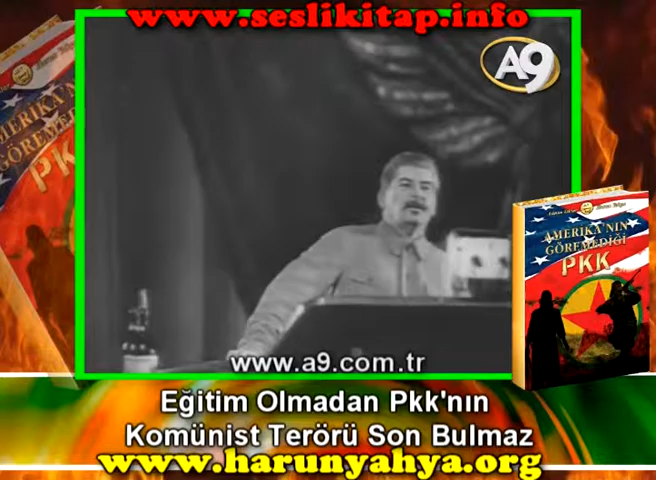 www.seslikitap.info
A9
AMERİKA'NIN
GÖREMEDİĞİ
PKK
AMERİKA'NIN
GÖREMEDİĞİ
PKK
www.a9.com.tr
Eğitim Olmadan Pkk'nın
Komünist Terörü Son Bulmaz
www.harunyahya.org